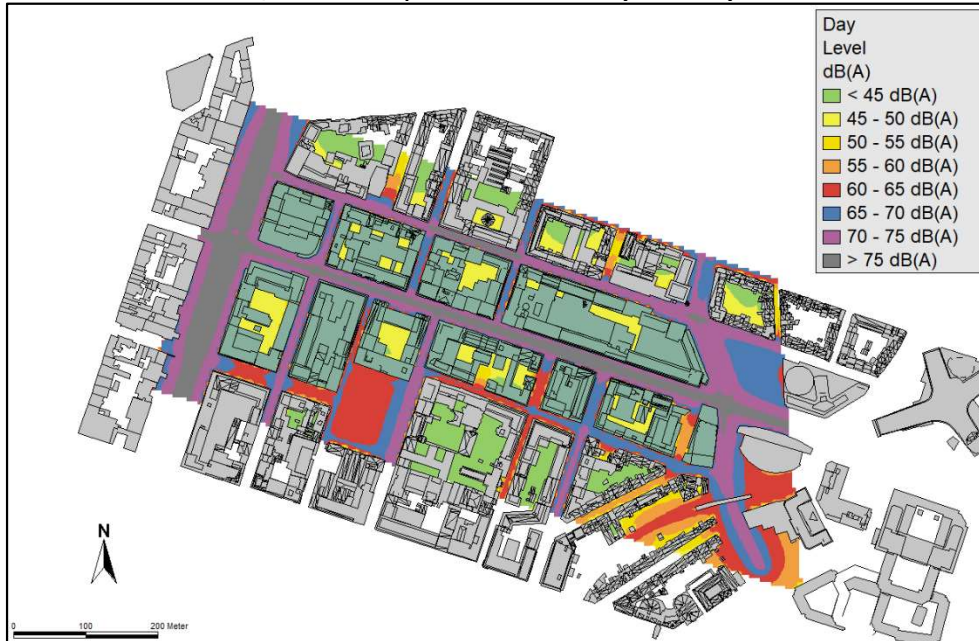 Day
Level
dB(A)
< 45 dB(A)
45 - 50 dB(A)
50 - 55 dB(A)
55 - 60 dB(A)
60 - 65 dB(A)
65 - 70 dB(A)
70 - 75 dB(A)
> 75 dB(A)
N
0 100 200 Meter